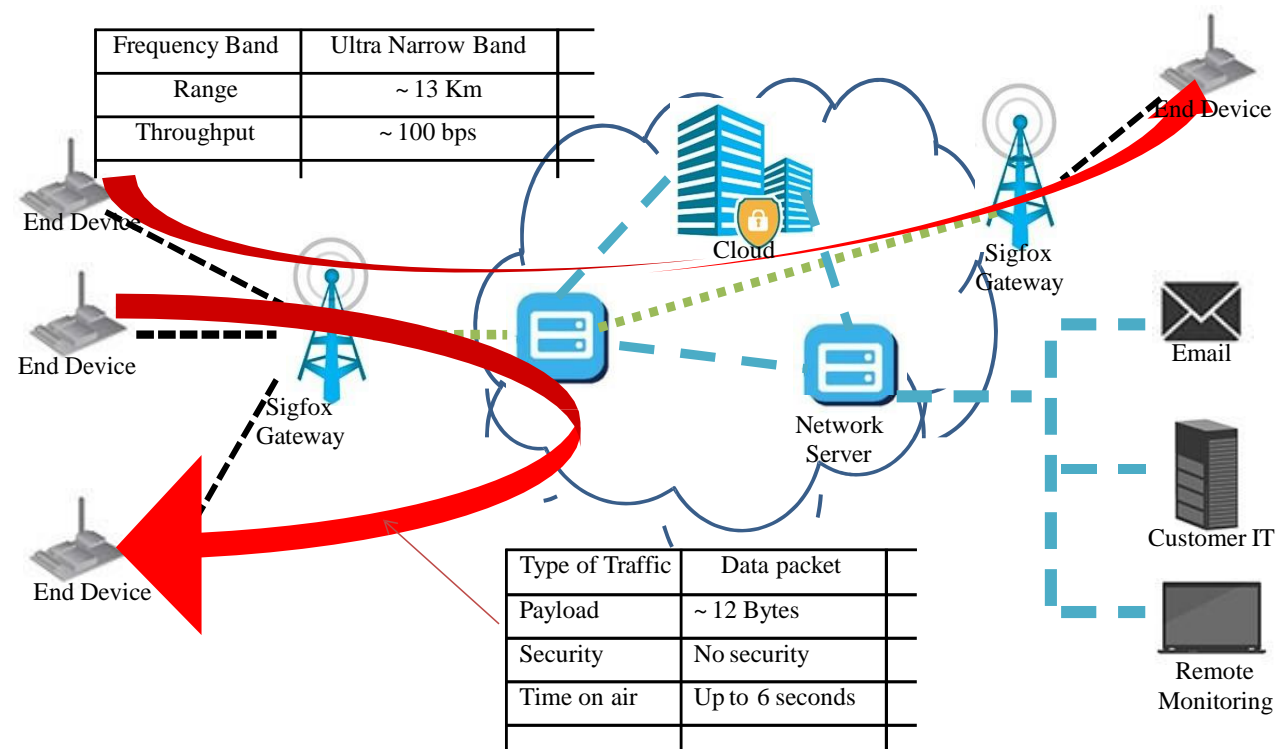 Frequency Band Ultra Narrow Band
Range ~ 13 Km
Throughput ~ 100 bps
End Device
End Device
End Device
End Device
Sigfox
Gateway
Cloud
Sigfox
Gateway
Network
Server
Email
Customer IT
Remote
Monitoring
Type of Traffic Data packet
Payload ~ 12 Bytes
Security No security
Time on air Up to 6 seconds